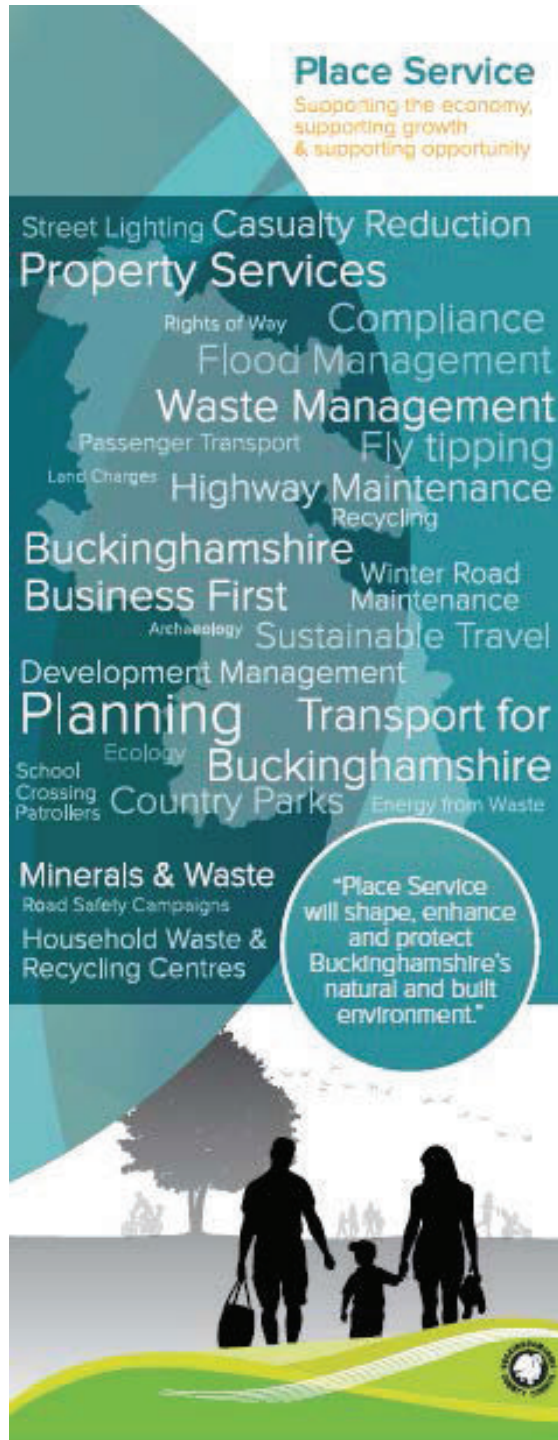 Place Service
Supporting the economy,
supporting growth
& supporting opportunity
Street Lighting Casualty Reduction
Property Services
Rights of Way Compliance
Flood Management
Waste Management
Passenger Transport Fly tipping
Land Charges Highway Maintenance
Recycling
Buckinghamshire
Business First
Winter Road
Maintenance
Archaeology Sustainable Travel
Development Management
Planning Transport for
Buckinghamshire
Ecology
School
Crossing
Patrollers
Country Parks Energy from Waste
Minerals & Waste
Road Safety Campaigns
Household Waste &
Recycling Centres
"Place Service
will shape, enhance
and protect
Buckinghamshire's
natural and built
environment."
BUCKINGHAMSHIRE
COUNTY COUNCIL